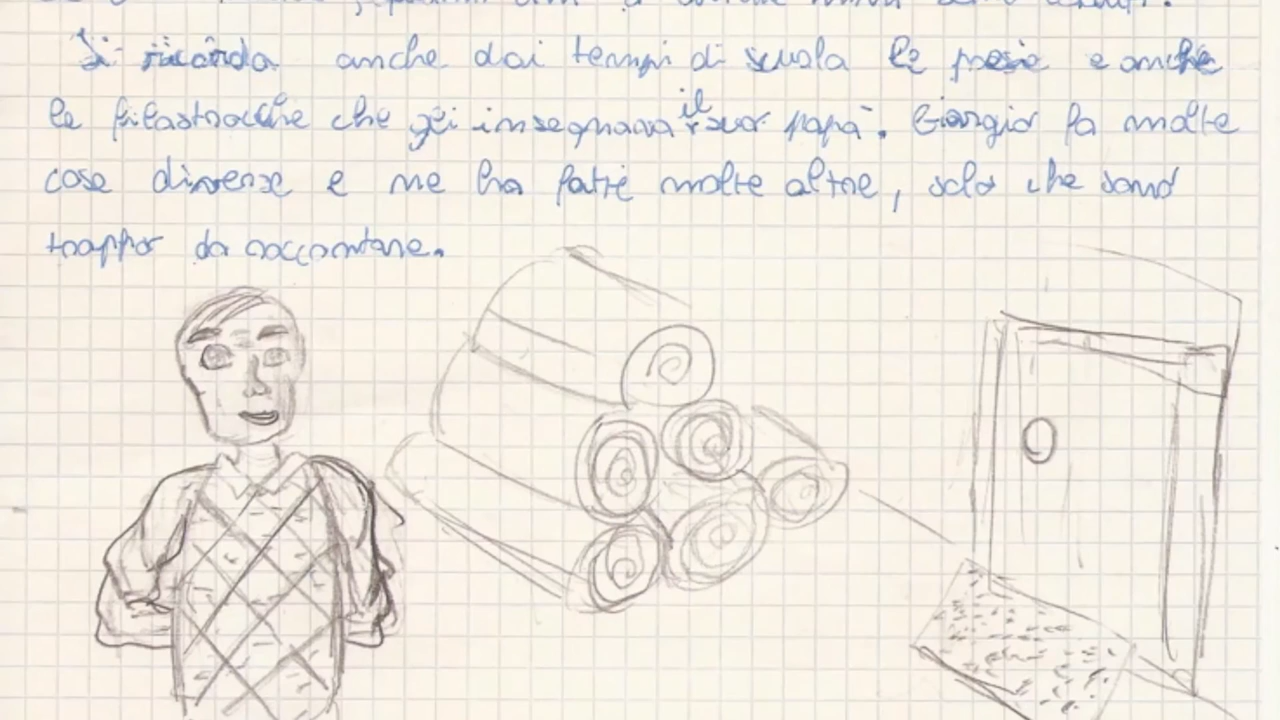 Si ricorda anche dai tempi di scuola le poesie e anche
le filastrocche che gli insegnava il suo papà. Giorgio fa molte
cose diverse e ne ha fatte molte altre, solo che sono
troppo da raccontare.